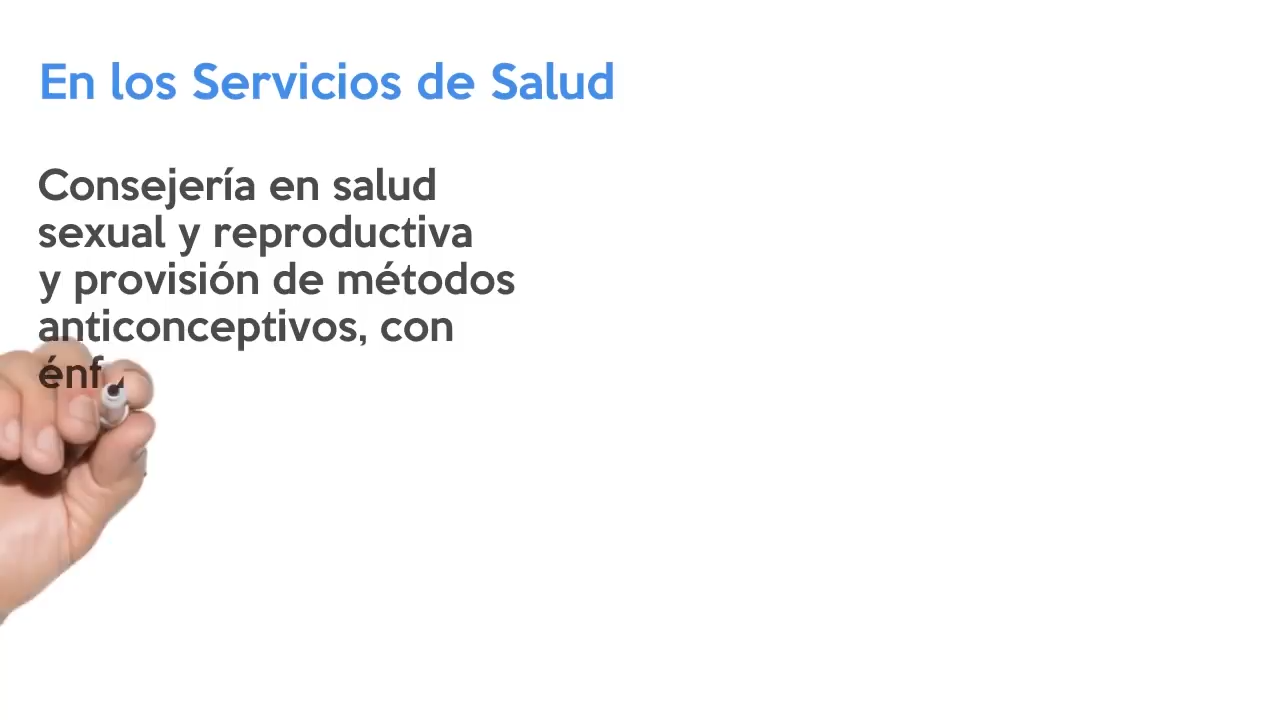 En los Servicios de Salud
Consejería en salud
sexual y reproductiva
y provisión de métodos
anticonceptivos, con